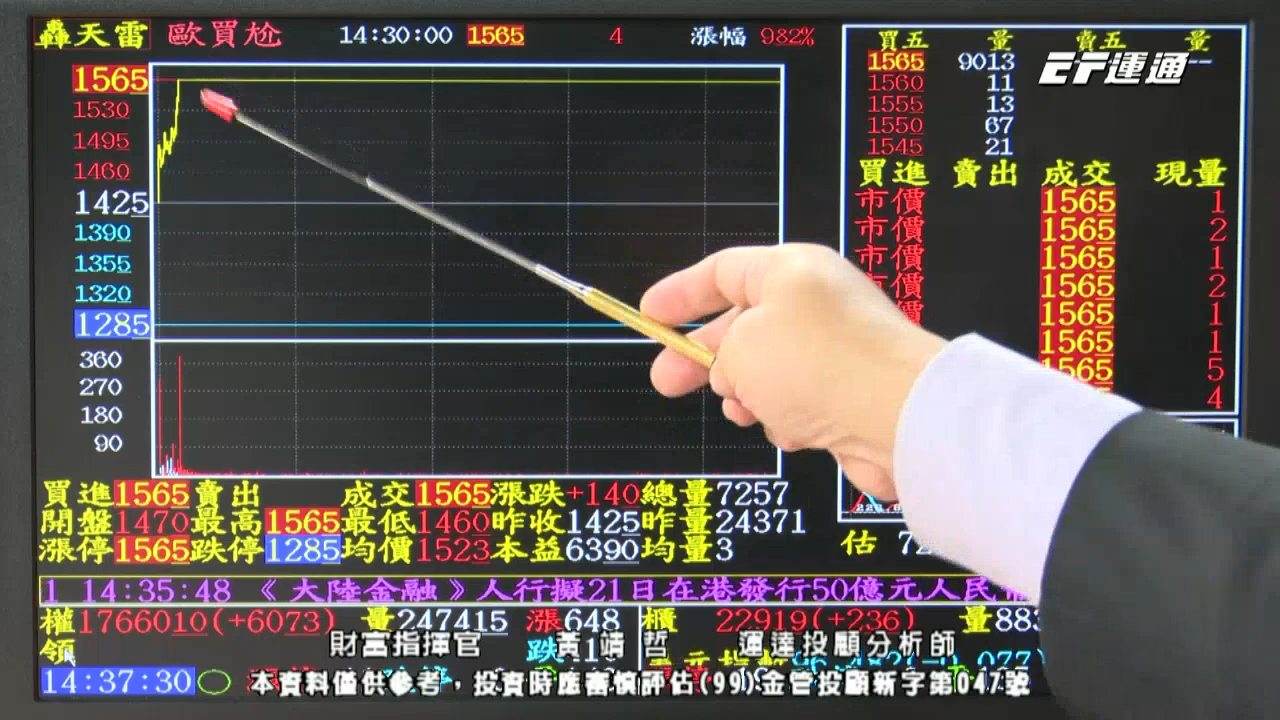 轟天雷 歐買尬 14:30:00 1565 4 漲幅 9.82%
買五 量 賣五 量
1565 9013 --
1560 11
1555 13
1550 67
1545 21
EF運通
1565
1530
1495
1460
1425
1390
1355
1320
1285
360
270
180
90
買進 賣出 成交 現量
市價 1565 1
市價 1565 2
市價 1565 1
市價 1565 2
1565 1
1565 1
1565 5
4
買進1565賣出 成交1565漲跌+140總量7257
開盤1470最高1565最低1460昨收1425昨量24371
漲停1565跌停1285均價1523本益6390均量3
估 72
1 14:35:48 《大陸金融》人行擬21日在港發行50億元人民
權1766010(+6073) 量247415 漲648 櫃 22919(+236) 量883
領 跌
財富指揮官 黃靖哲 運達投顧分析師
14:37:30
本資料僅供參考，投資時應審慎評估(99)金管投顧新字第047號